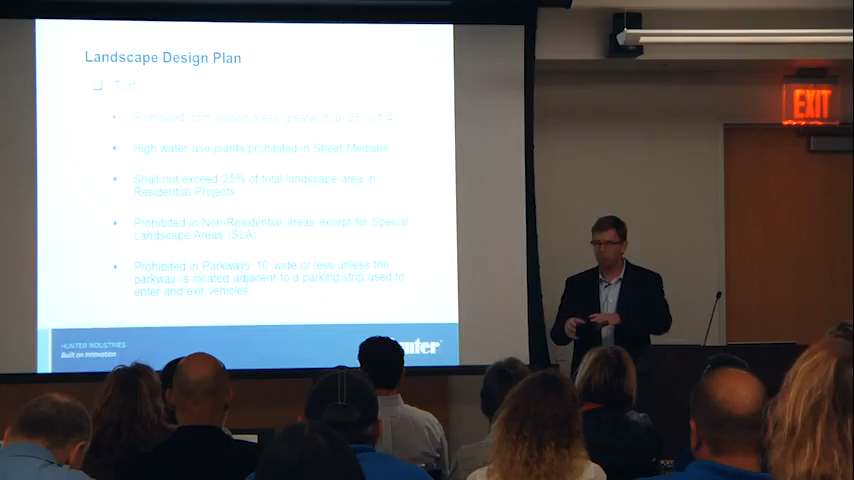 Landscape Design Plan
Turf
Prohibited from sloped areas greater than 25% (1:4)
High water use plants prohibited in Street Medians
Shall not exceed 25% of total landscape area in
Residential Projects
Prohibited in Non-Residential areas except for Special
Landscape Areas (SLA)
Prohibited in Parkways 10' wide or less unless the
parkway is located adjacent to a parking strip used to
enter and exit vehicles
HUNTER INDUSTRIES
Built on Innovation
EXIT